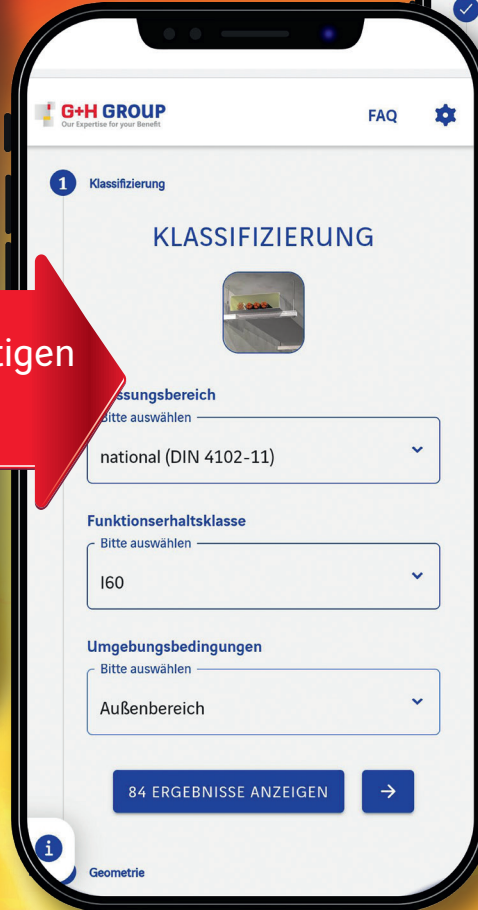 G+H GROUP
Our Expertise for your Benefit
FAQ
1 Klassifizierung
KLASSIFIZIERUNG
tigen
ssungsbereich
Bitte auswählen
national (DIN 4102-11)
Funktionserhaltsklasse
Bitte auswählen
I60
Umgebungsbedingungen
Bitte auswählen
Außenbereich
84 ERGEBNISSE ANZEIGEN
i
Geometrie